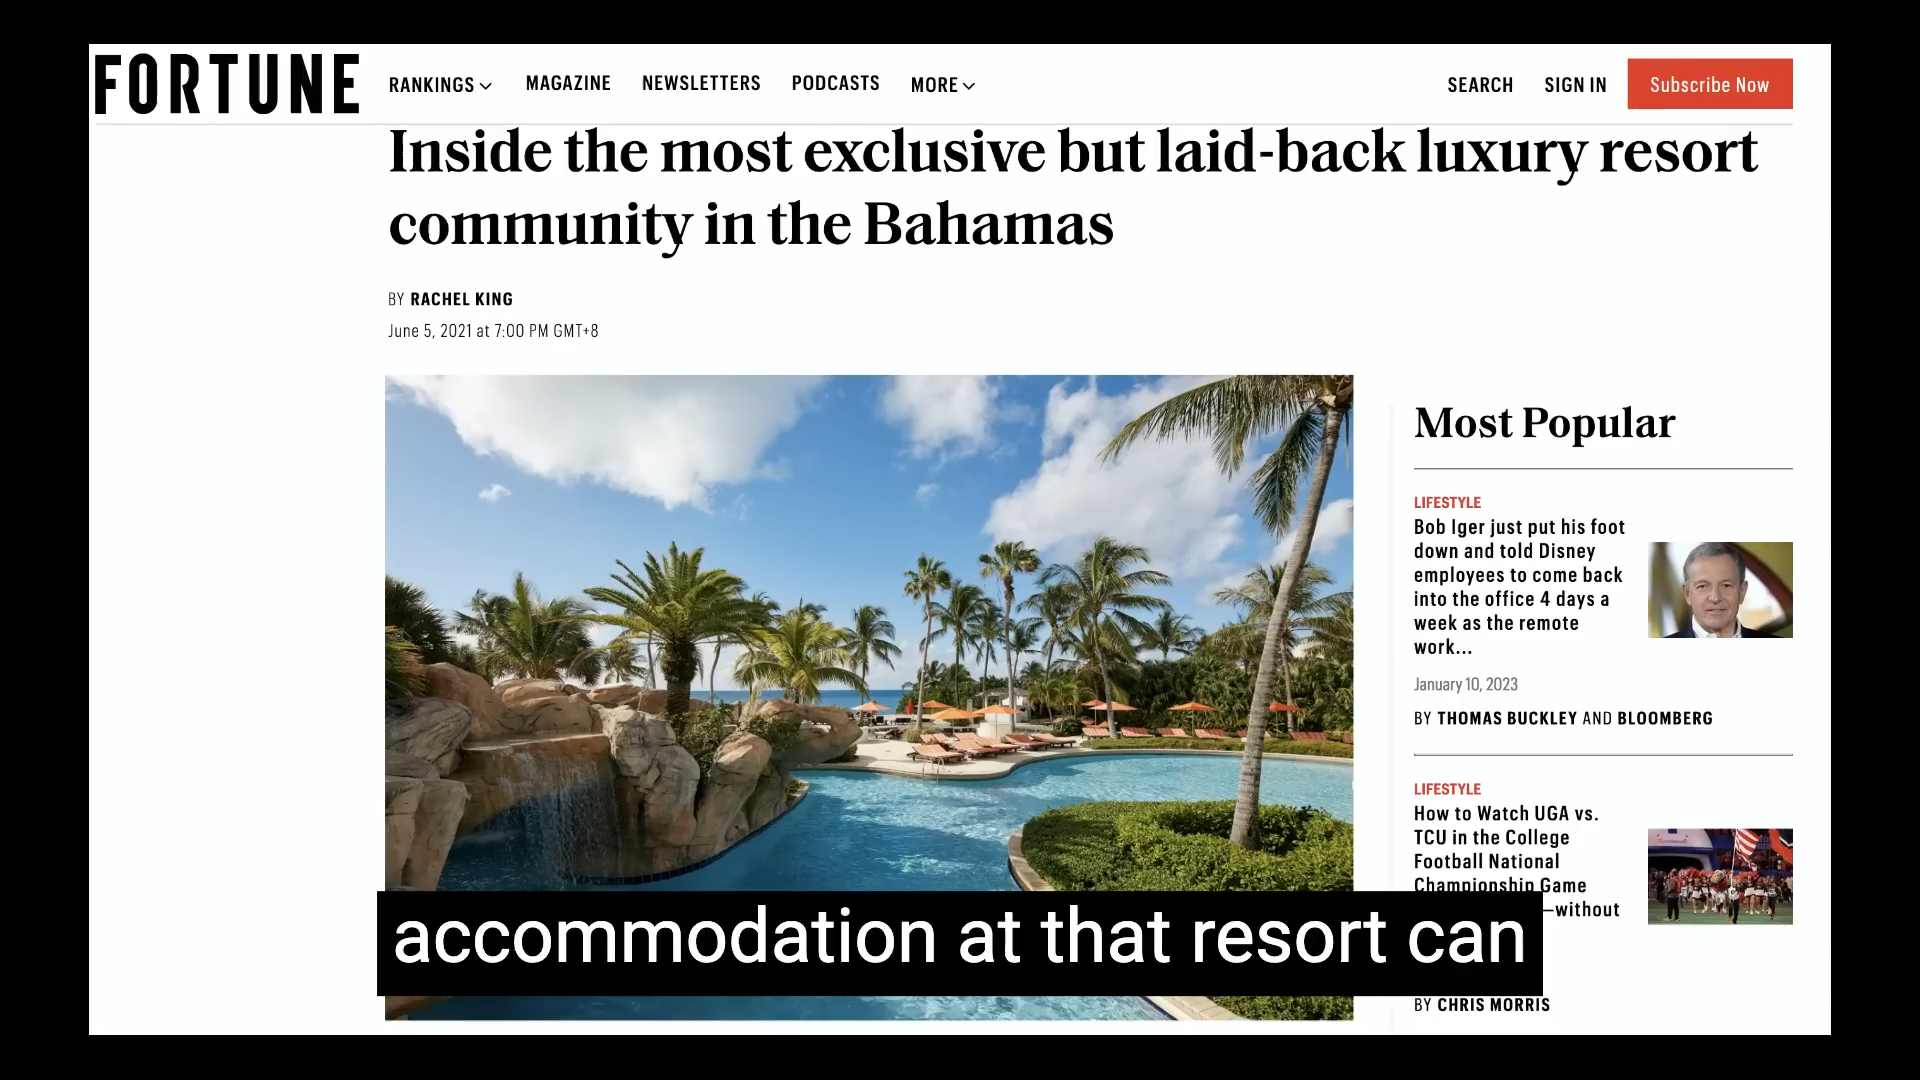 FORTUNE
RANKINGS
MAGAZINE
NEWSLETTERS
PODCASTS
MORE
SEARCH
SIGN IN
Subscribe Now
Inside the most exclusive but laid-back luxury resort
community in the Bahamas
BY RACHEL KING
June 5, 2021 at 7:00 PM GMT+8
Most Popular
LIFESTYLE
Bob Iger just put his foot
down and told Disney
employees to come back
into the office 4 days a
week as the remote
work...
January 10, 2023
BY THOMAS BUCKLEY AND BLOOMBERG
LIFESTYLE
How to Watch UGA vs.
TCU in the College
Football National
Championship Game
—without
BY CHRIS MORRIS
accommodation at that resort can